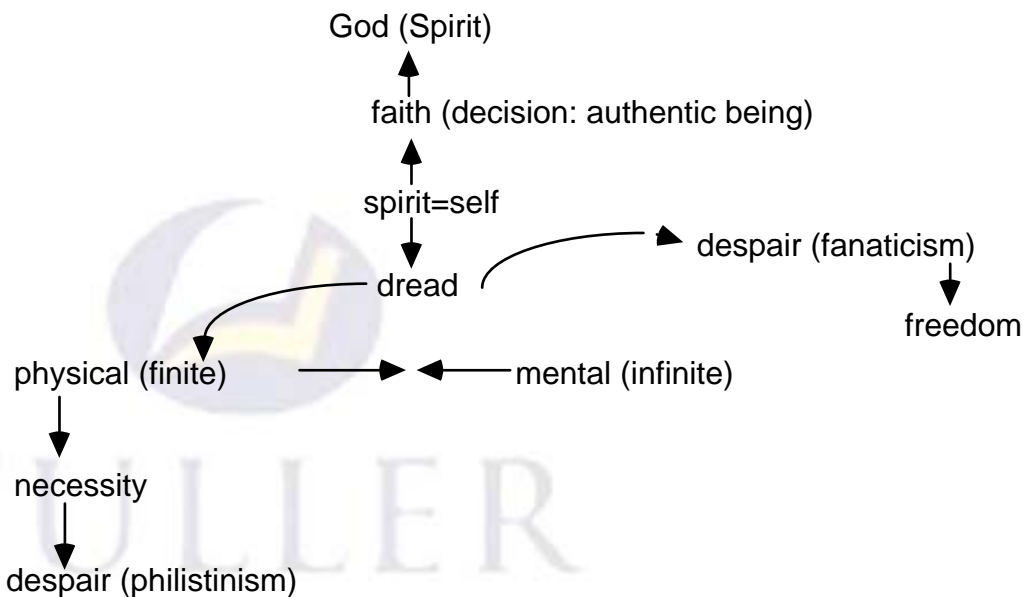 God (Spirit)
faith (decision: authentic being)
spirit=self
despair (fanaticism)
dread
freedom
physical (finite)
mental (infinite)
necessity
despair (philistinism)
ULLER